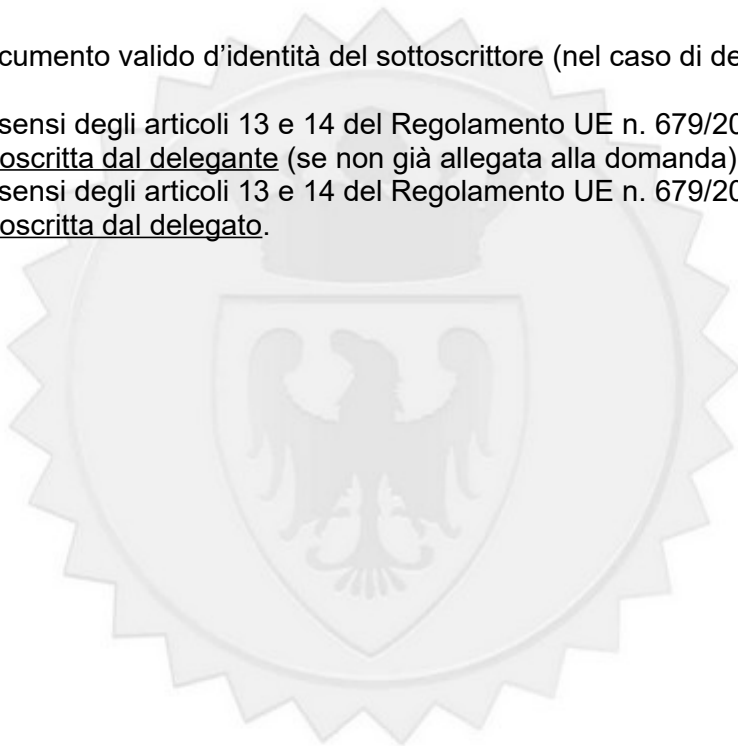 cumento valido d’identità del sottoscrittore (nel caso di de
sensi degli articoli 13 e 14 del Regolamento UE n. 679/20
oscritta dal delegante (se non già allegata alla domanda)
sensi degli articoli 13 e 14 del Regolamento UE n. 679/20
oscritta dal delegato.